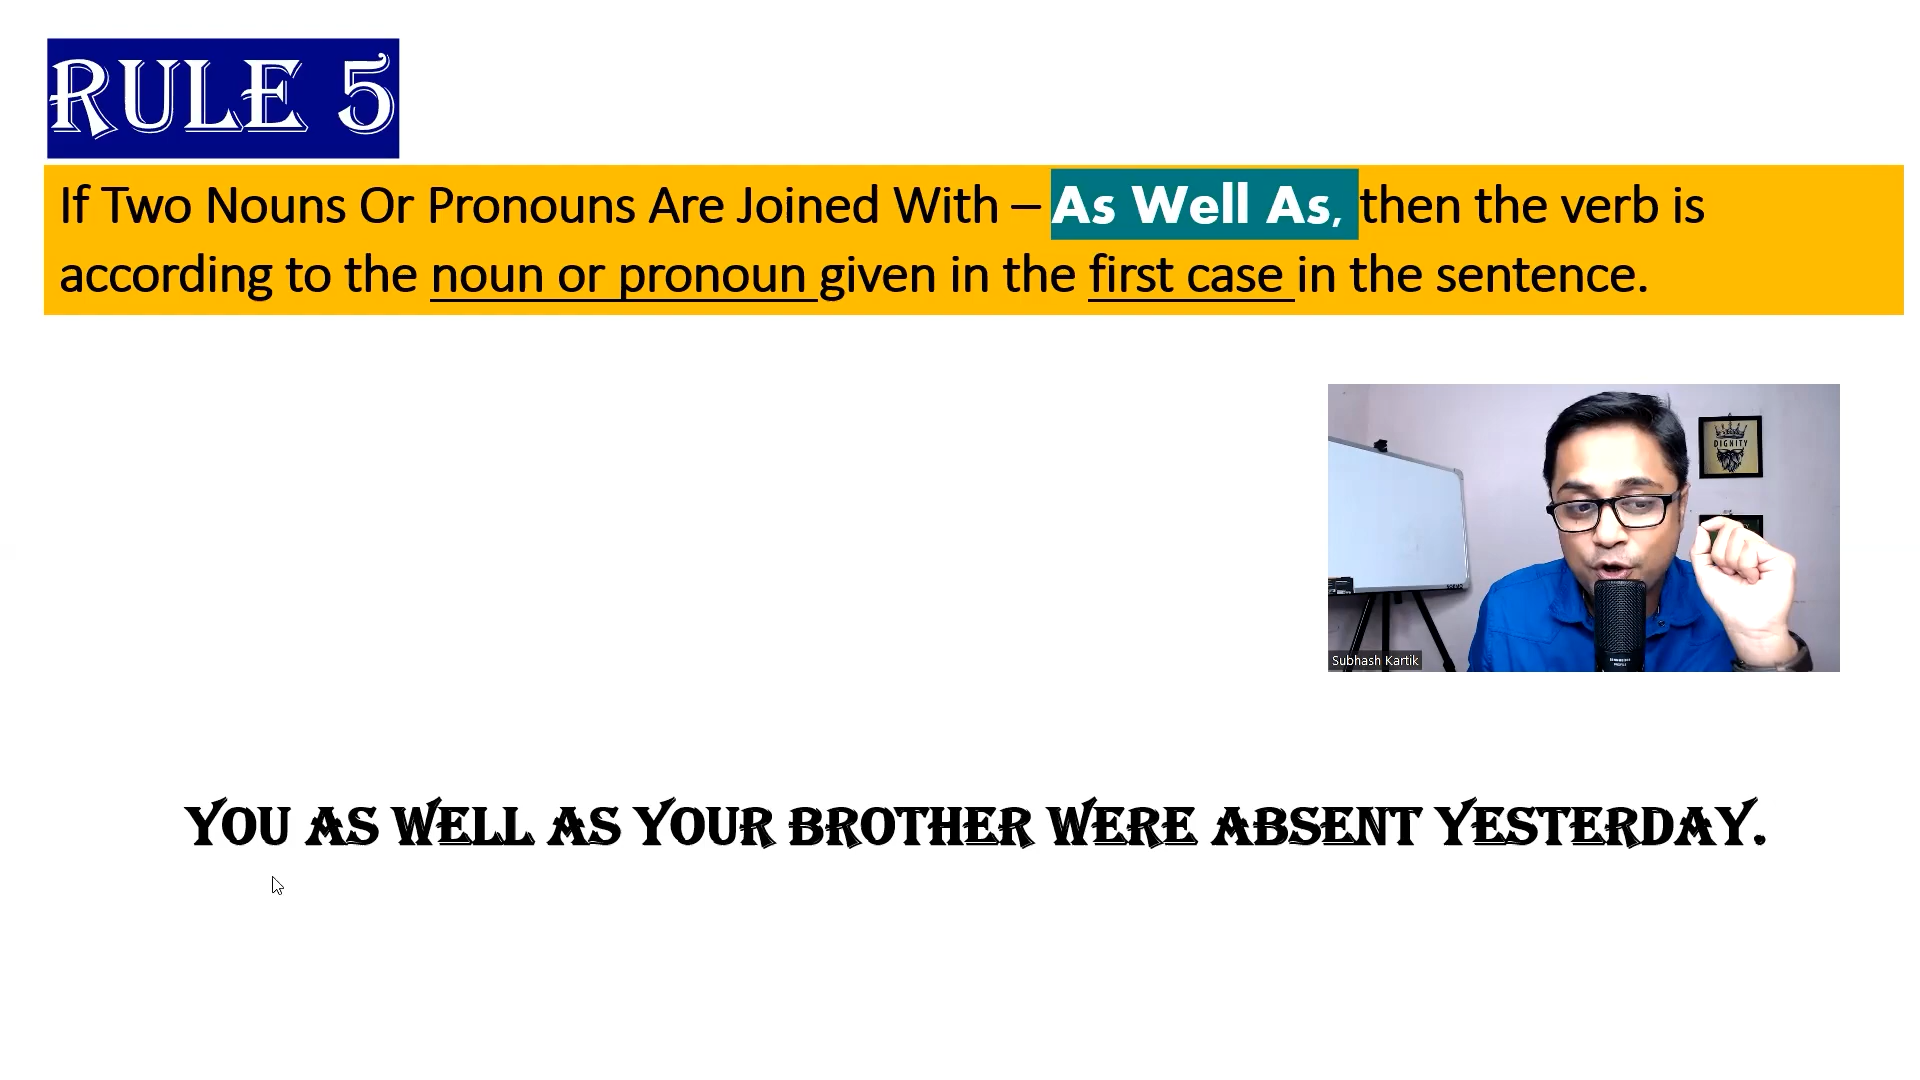 RULE 5
If Two Nouns Or Pronouns Are Joined With – As Well As, then the verb is
according to the noun or pronoun given in the first case in the sentence.
DIGNITY
Subhash Kartik
YOU AS WELL AS YOUR BROTHER WERE ABSENT YESTERDAY.